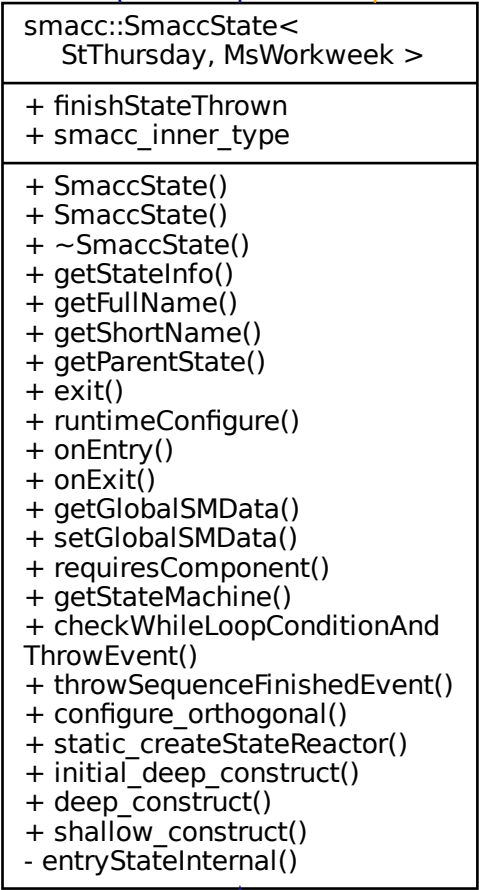 smacc::SmaccState<
StThursday, MsWorkweek >
+ finishStateThrown
+ smacc_inner_type
+ SmaccState()
+ SmaccState()
+ ~SmaccState()
+ getStateInfo()
+ getFullName()
+ getShortName()
+ getParentState()
+ exit()
+ runtimeConfigure()
+ onEntry()
+ onExit()
+ getGlobalSMData()
+ setGlobalSMData()
+ requiresComponent()
+ getStateMachine()
+ checkWhileLoopConditionAnd
ThrowEvent()
+ throwSequenceFinishedEvent()
+ configure_orthogonal()
+ static_createStateReactor()
+ initial_deep_construct()
+ deep_construct()
+ shallow_construct()
- entryStateInternal()